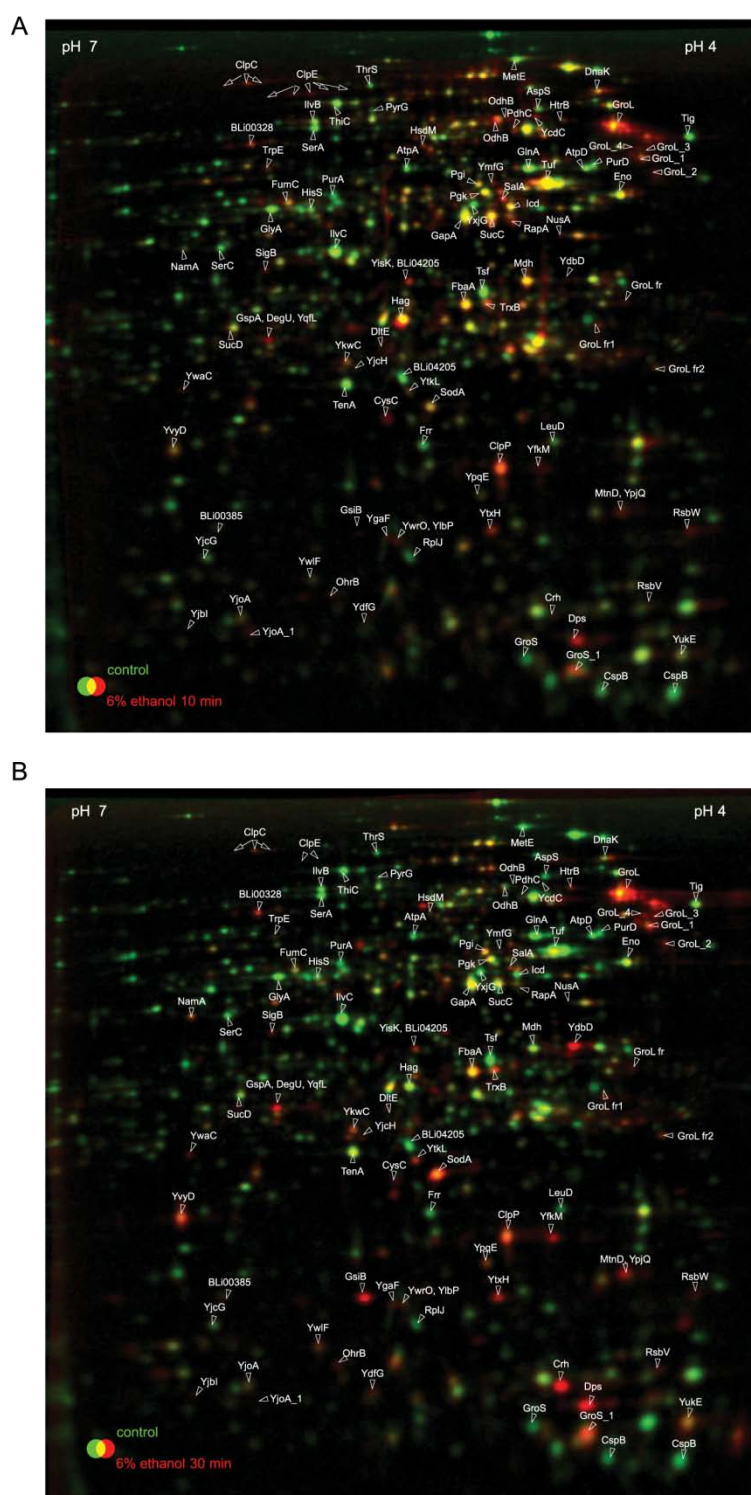 A
pH 7
pH 4
ClpC
ClpE
ThrS
MetE
DnaK
IlvB
ThiC
PyrG
OdhB
PdhC
AspS
HtrB
GroL
Tig
BLi00328
SerA
HsdM
OdhB
YcdC
GroL_4
GroL_3
GroL_1
TrpE
AtpA
GlnA
AtpD
PurD
GroL_2
FumC
HisS
PurA
Pgi
YmfG
Tuf
SalA
Eno
Pgk
Icd
GlyA
IlvC
GapA
YxjG
SucC
RapA
NusA
NamA
SerC
SigB
YisK, BLi04205
Tsf
Mdh
YdbD
FbaA
TrxB
GroL fr
GspA, DegU, YqfL
Hag
SucD
DltE
GroL fr1
YkwC
YjcH
GroL fr2
YwaC
BLi04205
YtkL
TenA
CysC
SodA
YvyD
Frr
LeuD
ClpP
YfkM
YpqE
MtnD, YpjQ
BLi00385
GsiB
YgaF
YwrO, YlbP
YtxH
RsbW
YjcG
RplJ
YwlF
OhrB
Crh
RsbV
YjbI
YjoA
YdfG
Dps
YjoA_1
GroS
GroS_1
YukE
control
CspB
CspB
6% ethanol 10 min
B
pH 7
pH 4
ClpC
ClpE
ThrS
MetE
DnaK
IlvB
ThiC
PyrG
OdhB
PdhC
AspS
HtrB
GroL
Tig
BLi00328
SerA
HsdM
OdhB
YcdC
GroL_4
GroL_3
GroL_1
TrpE
AtpA
GlnA
AtpD
PurD
GroL_2
FumC
HisS
PurA
Pgi
YmfG
Tuf
SalA
Eno
Pgk
Icd
GlyA
IlvC
GapA
YxjG
SucC
RapA
NusA
NamA
SerC
SigB
YisK, BLi04205
Tsf
Mdh
YdbD
FbaA
TrxB
GroL fr
GspA, DegU, YqfL
Hag
SucD
DltE
GroL fr1
YkwC
YjcH
GroL fr2
YwaC
BLi04205
YtkL
TenA
CysC
SodA
YvyD
Frr
LeuD
ClpP
YfkM
YpqE
MtnD, YpjQ
BLi00385
GsiB
YgaF
YwrO, YlbP
YtxH
RsbW
YjcG
RplJ
YwlF
OhrB
Crh
RsbV
YjbI
YjoA
YdfG
Dps
YjoA_1
GroS
GroS_1
YukE
control
CspB
CspB
6% ethanol 30 min